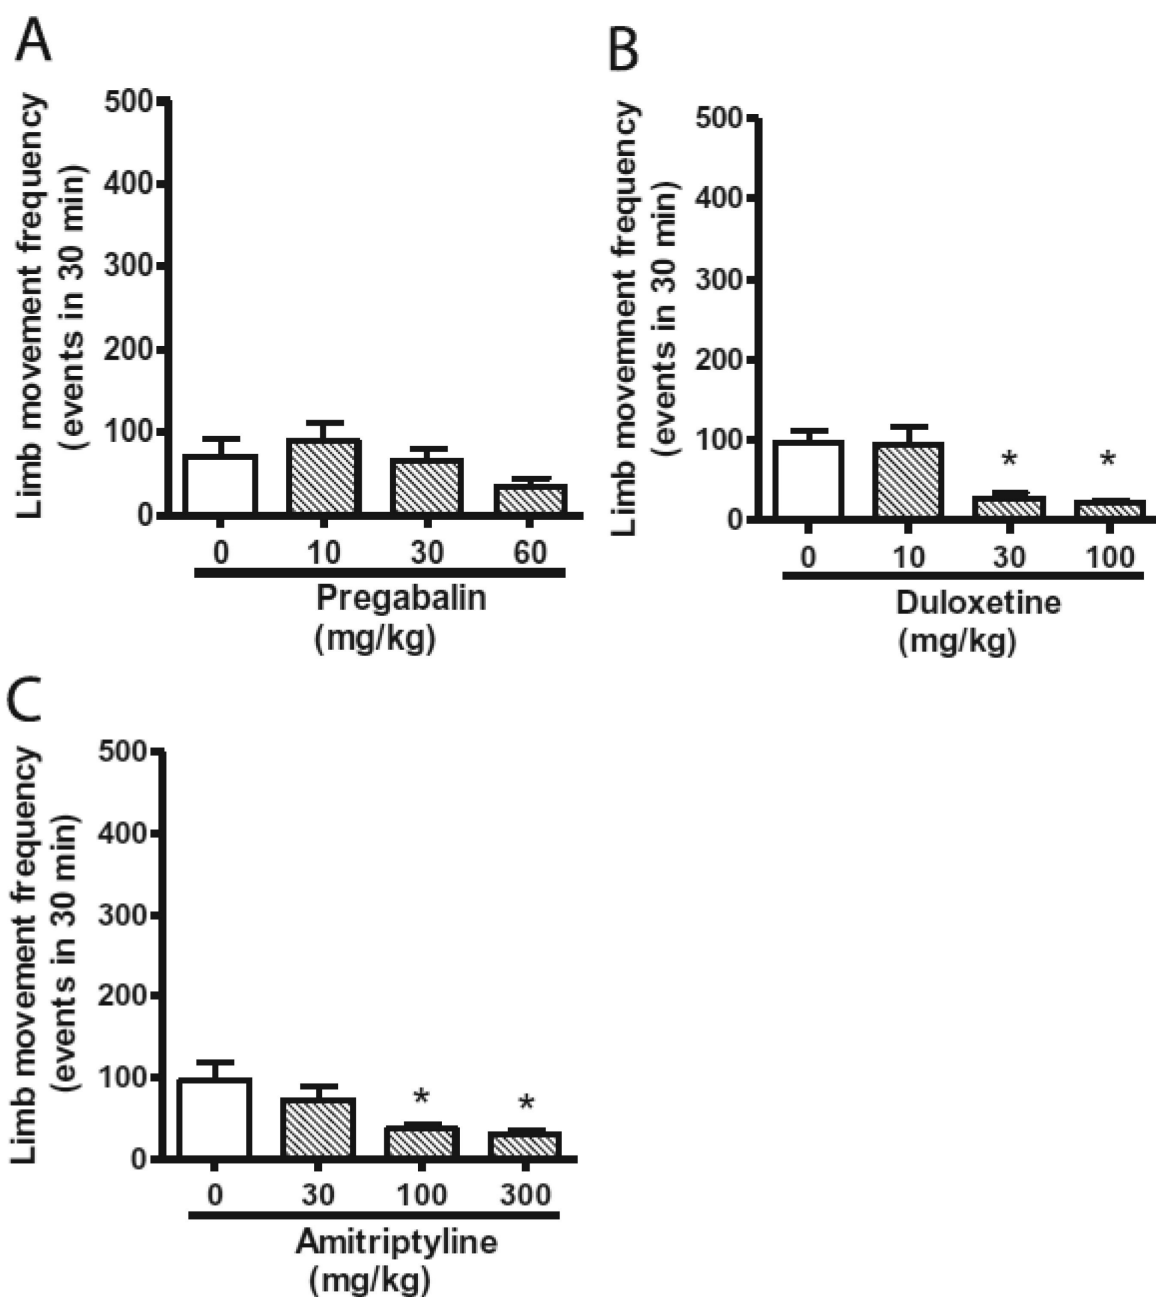 A
Limb movement frequency
(events in 30 min)
500
400
300
200
100
0
0 10 30 60
Pregabalin
(mg/kg)
B
Limb movemnet frequency
(events in 30 min)
500
400
300
200
100
0
* *
0 10 30 100
Duloxetine
(mg/kg)
C
Limb movement frequency
(events in 30 min)
500
400
300
200
100
0
* *
0 30 100 300
Amitriptyline
(mg/kg)